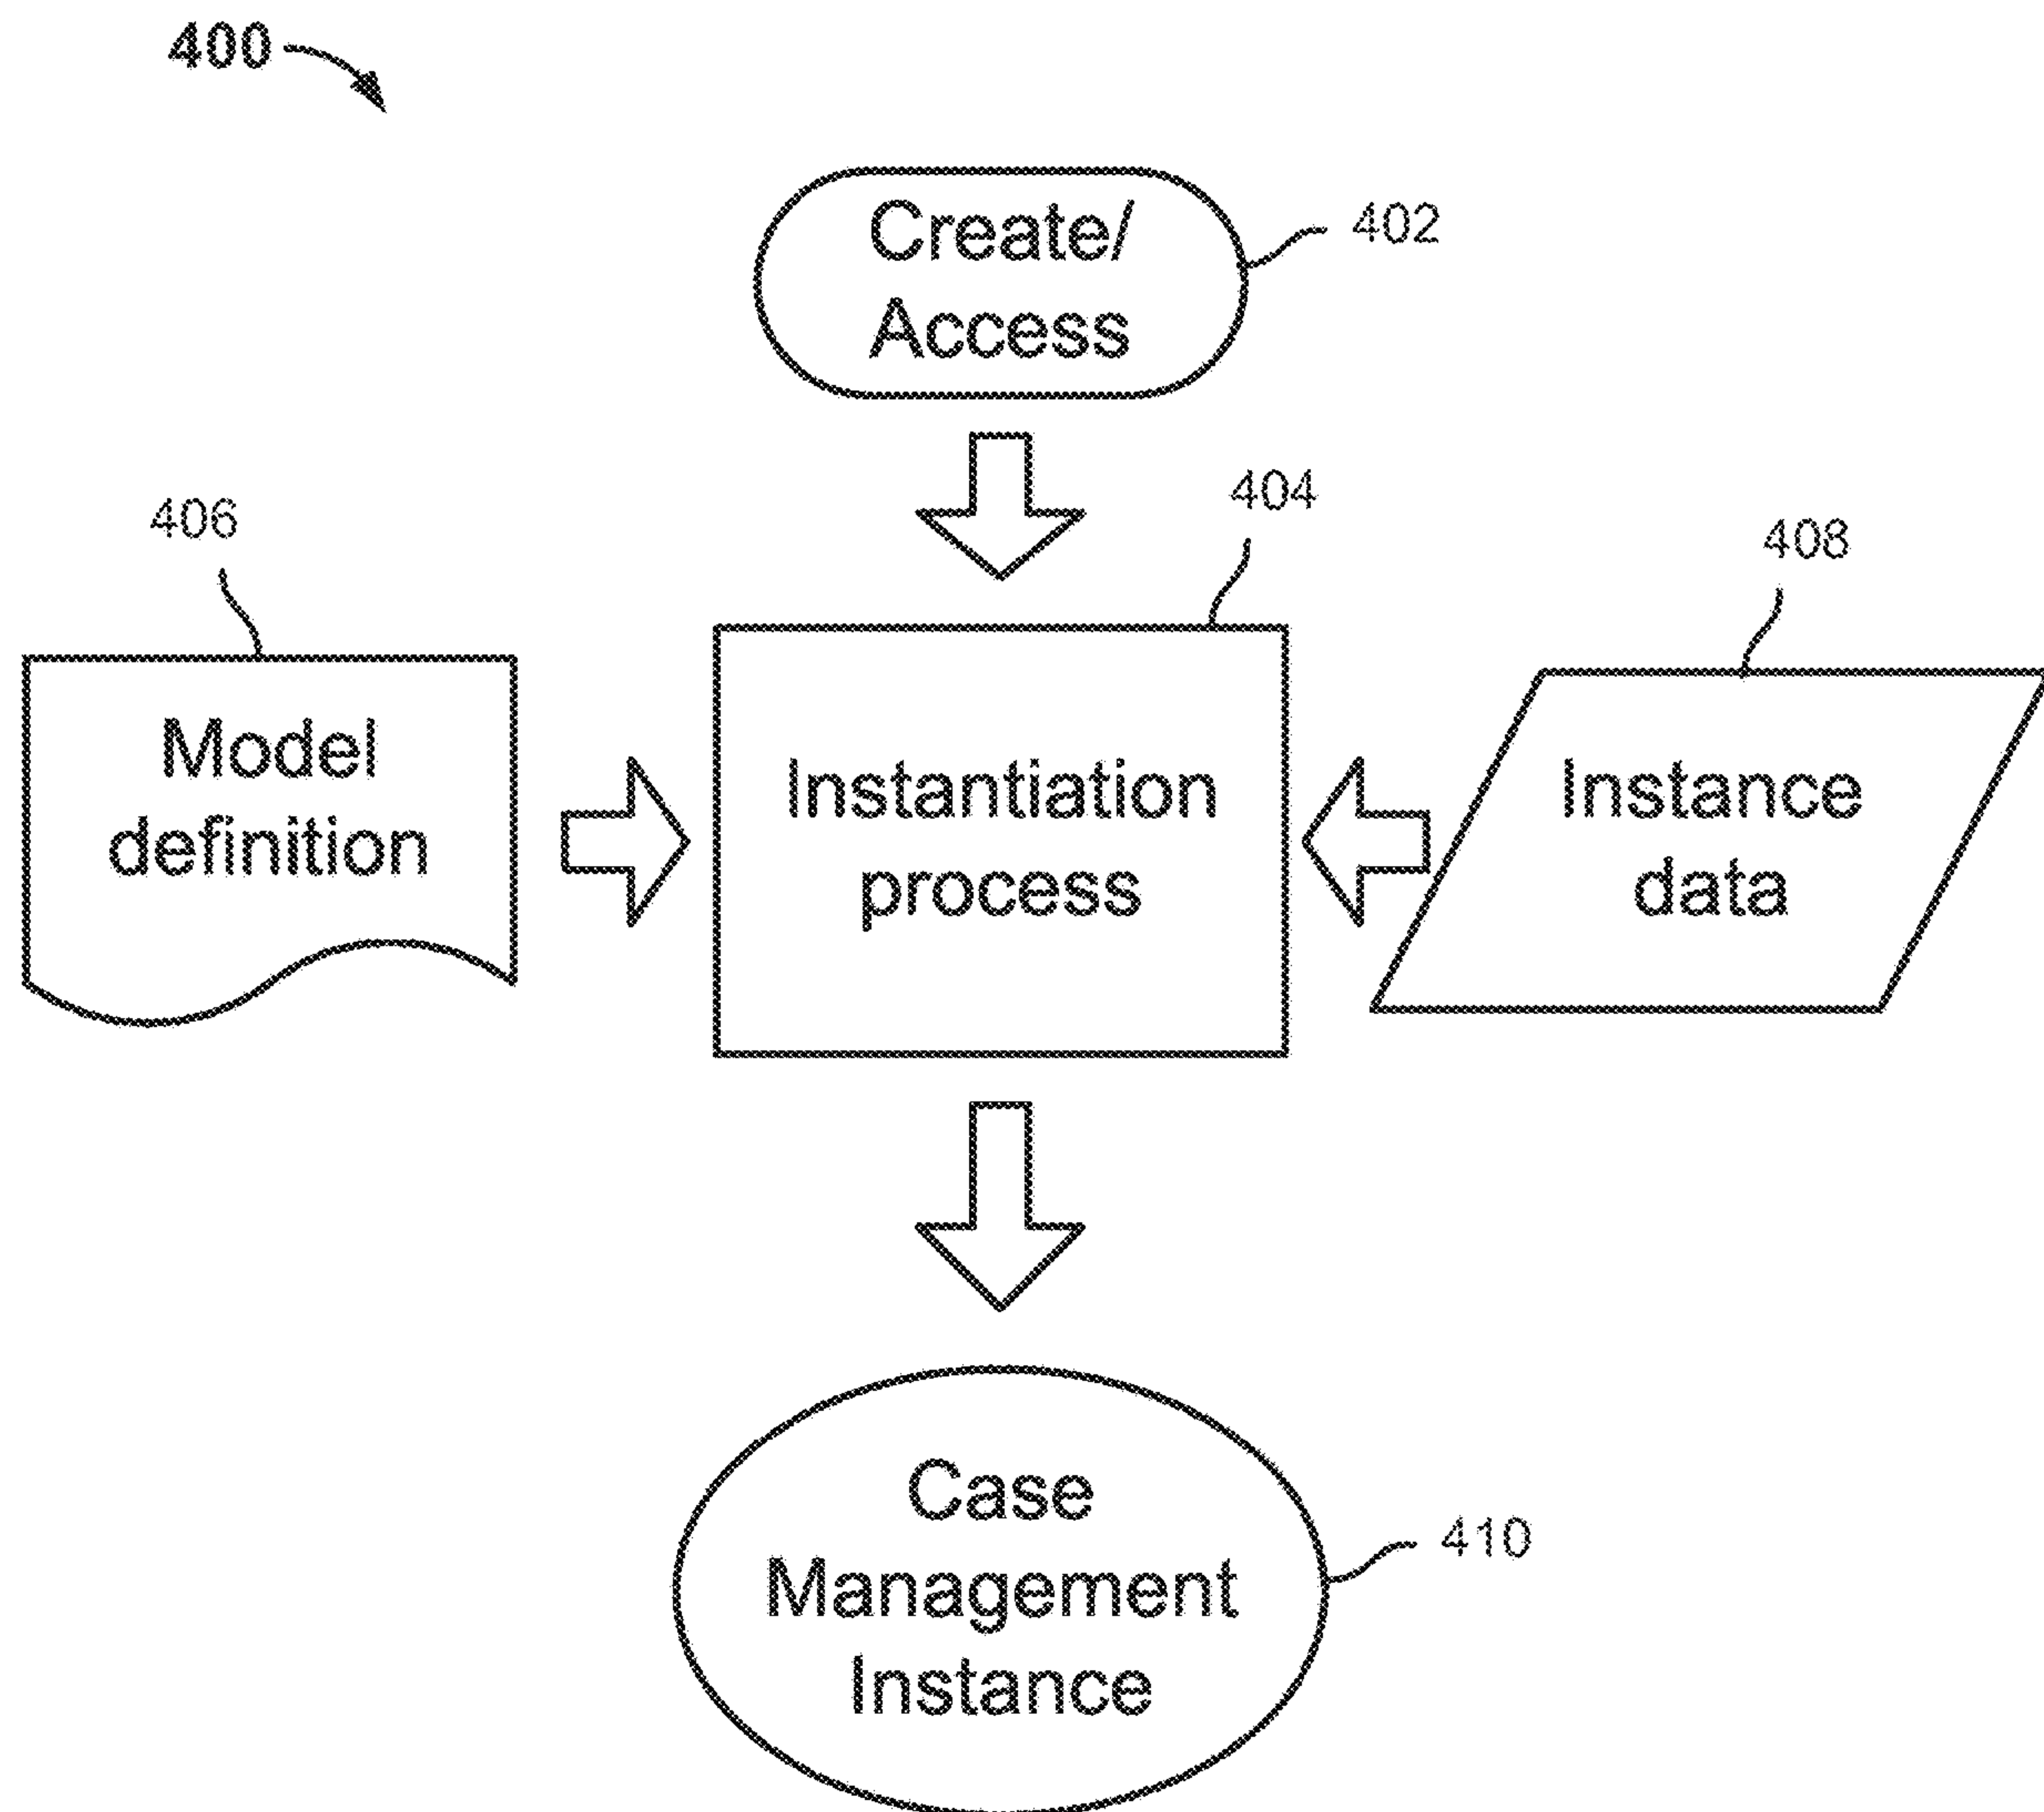 400
Create/
Access
402
404
406
408
Model
definition
Instantiation
process
Instance
data
Case
Management
Instance
410